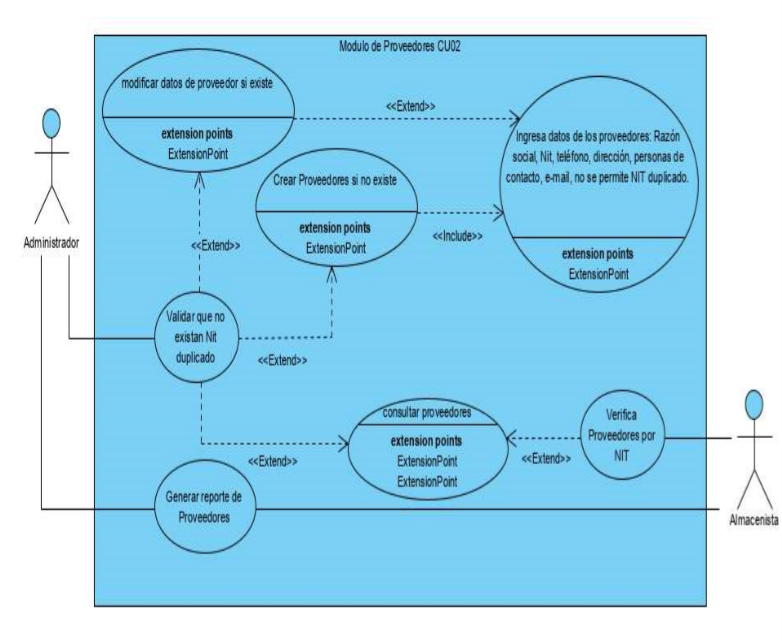 Modulo de Proveedores CU02
modificar datos de proveedor si existe
extension points
ExtensionPoint
<<Extend>>
Ingresa datos de los proveedores: Razón
social, Nit, teléfono, dirección, personas de
contacto, e-mail, no se permite NIT duplicado.
extension points
ExtensionPoint
Crear Proveedores si no existe
extension points
ExtensionPoint
<<Include>>
Administrador
<<Extend>>
Validar que no
existan Nit
duplicado
<<Extend>>
consultar proveedores
extension points
ExtensionPoint
ExtensionPoint
<<Extend>>
<<Extend>>
Verifica
Proveedores por
NIT
Generar reporte de
Proveedores
Almacenista